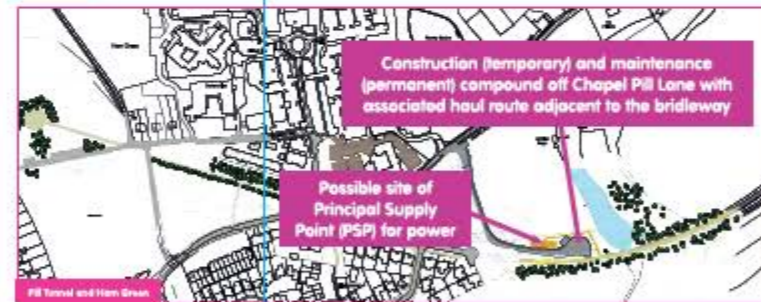 Construction (temporary) and maintenance
(permanent) compound off Chapel Pill Lane with
associated haul route adjacent to the bridleway
Possible site of
Principal Supply
Point (PSP) for power
Pill Tunnel and Ham Green